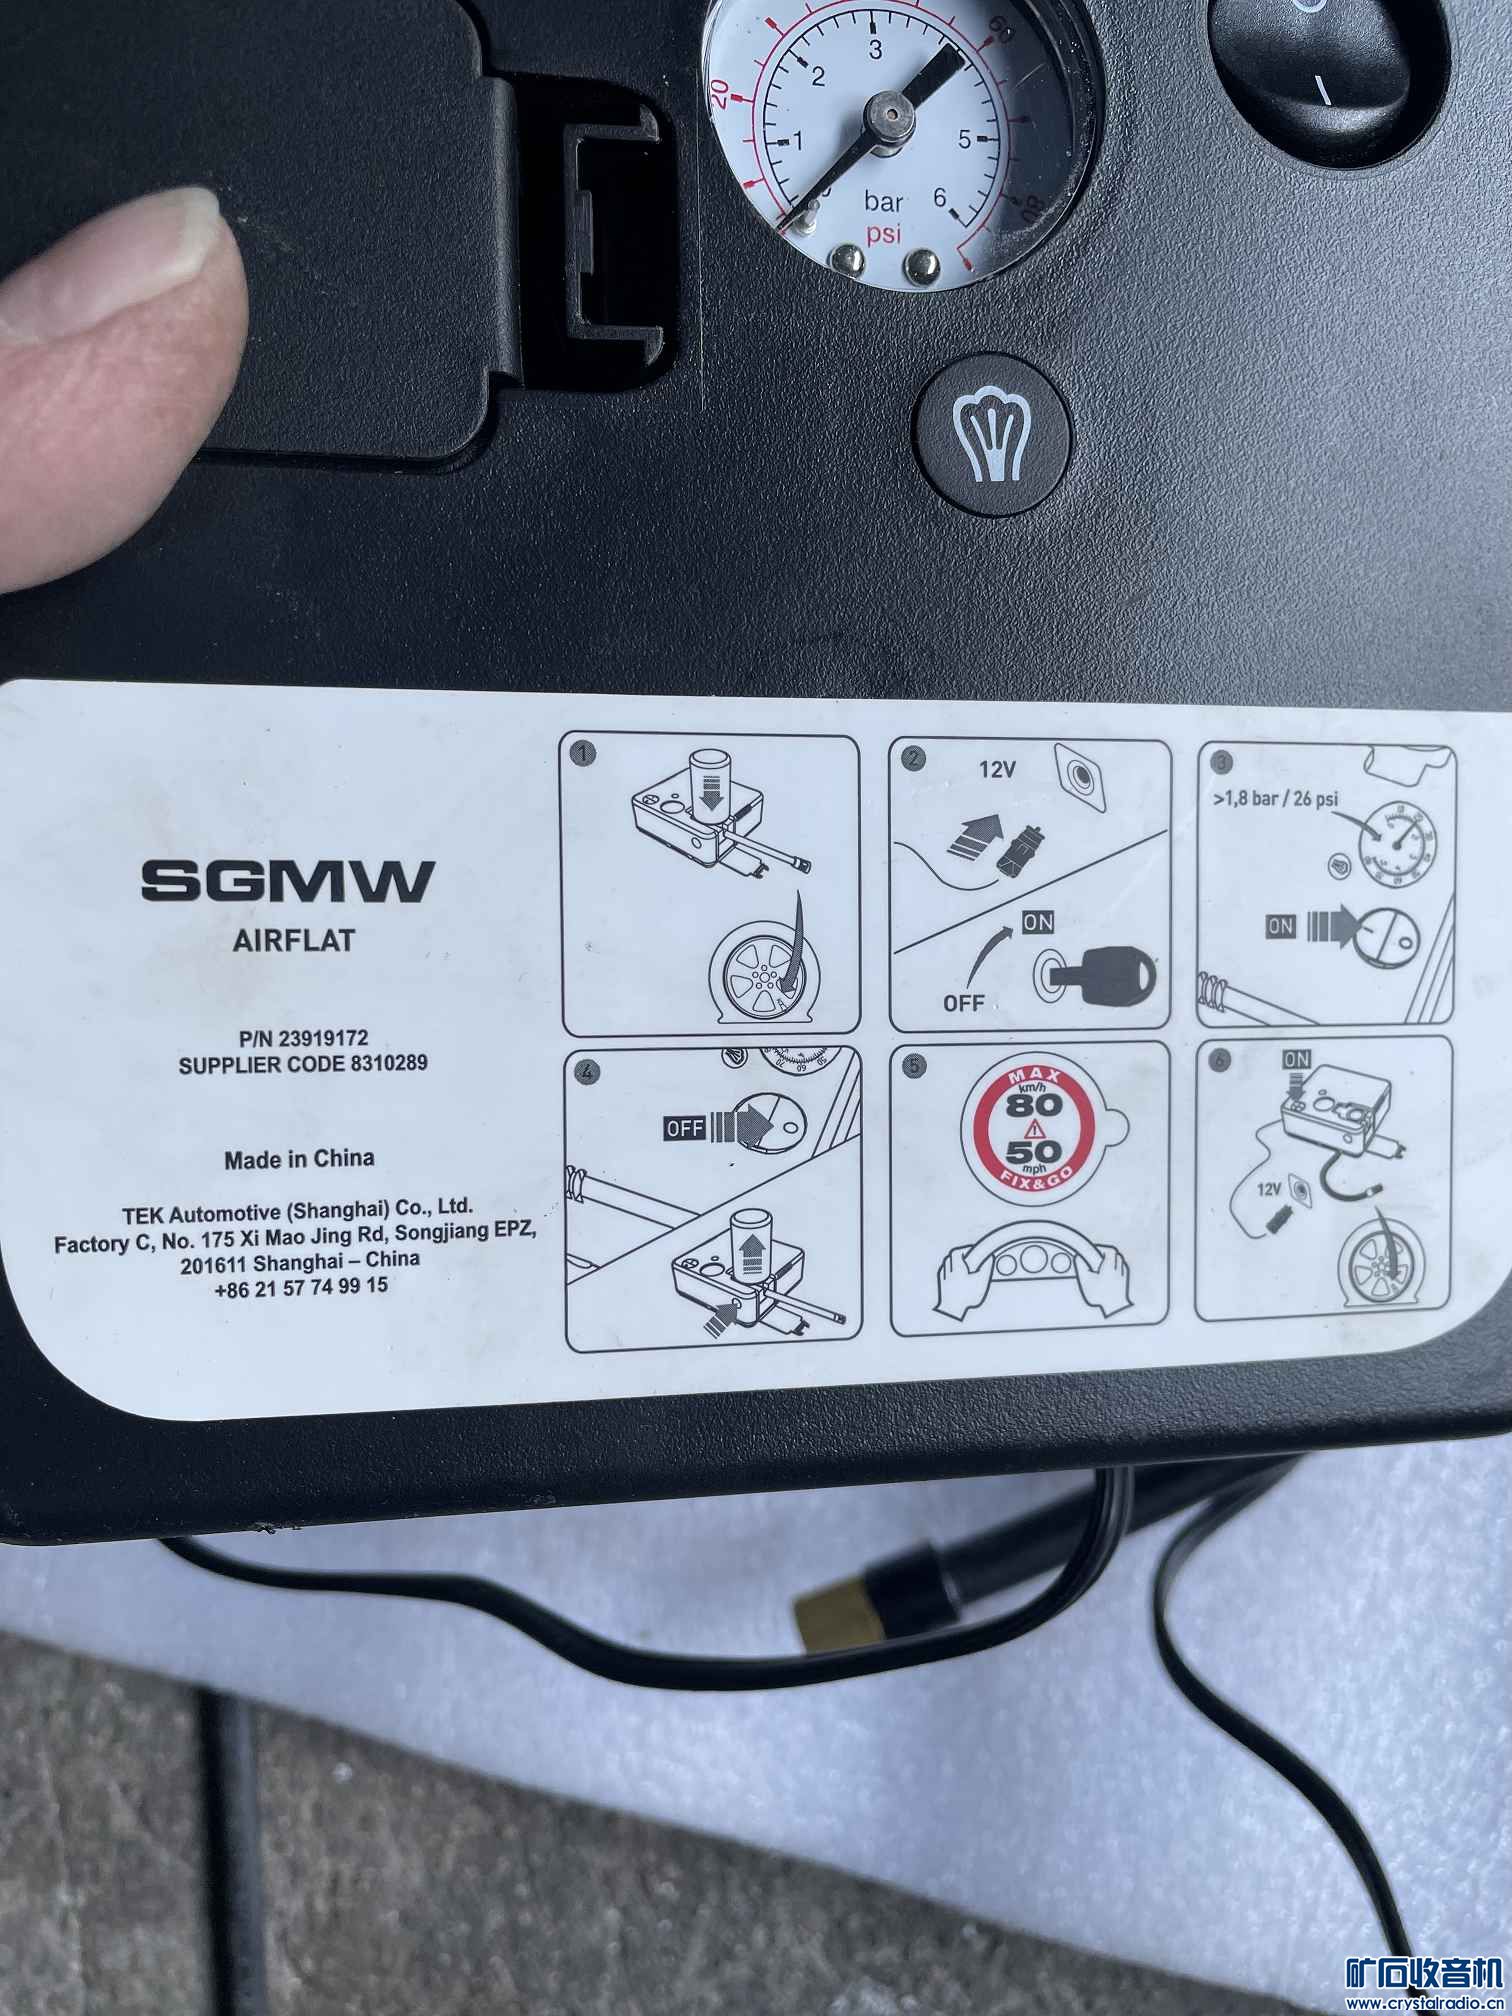 3
60
2
20
1
5
6
80
0
bar
psi
SGMW
AIRFLAT
P/N 23919172
SUPPLIER CODE 8310289
Made in China
TEK Automotive (Shanghai) Co., Ltd.
Factory C, No. 175 Xi Mao Jing Rd, Songjiang EPZ,
201611 Shanghai – China
+86 21 57 74 99 15
1
2
12V
ON
OFF
3
>1,8 bar / 26 psi
ON
4
OFF
5
MAX
km/h
80
50
mph
FIX&GO
6
ON
12V
矿石收音机
www.crystalradio.cn